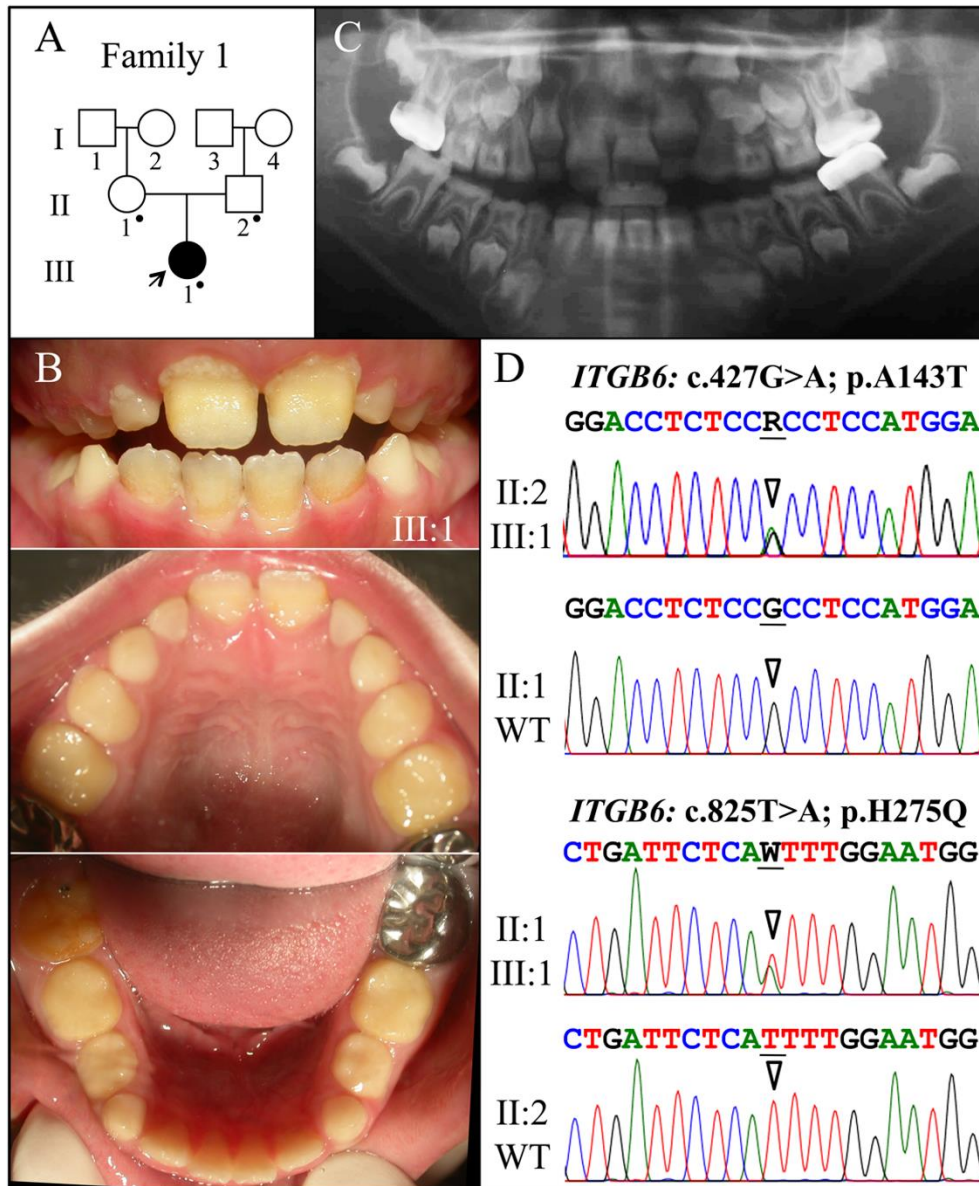 A
Family 1
I
1 2 3 4
II
1 2
III
1
B
III:1
C
D
ITGB6: c.427G>A; p.A143T
GGACCTCTCCRCCTCCATGGA
II:2
III:1
GGACCTCTCCGCCTCCATGGA
II:1
WT
ITGB6: c.825T>A; p.H275Q
CTGATTCTCAWTTTGGAATGG
II:1
III:1
CTGATTCTCATTTTGGAATGG
II:2
WT